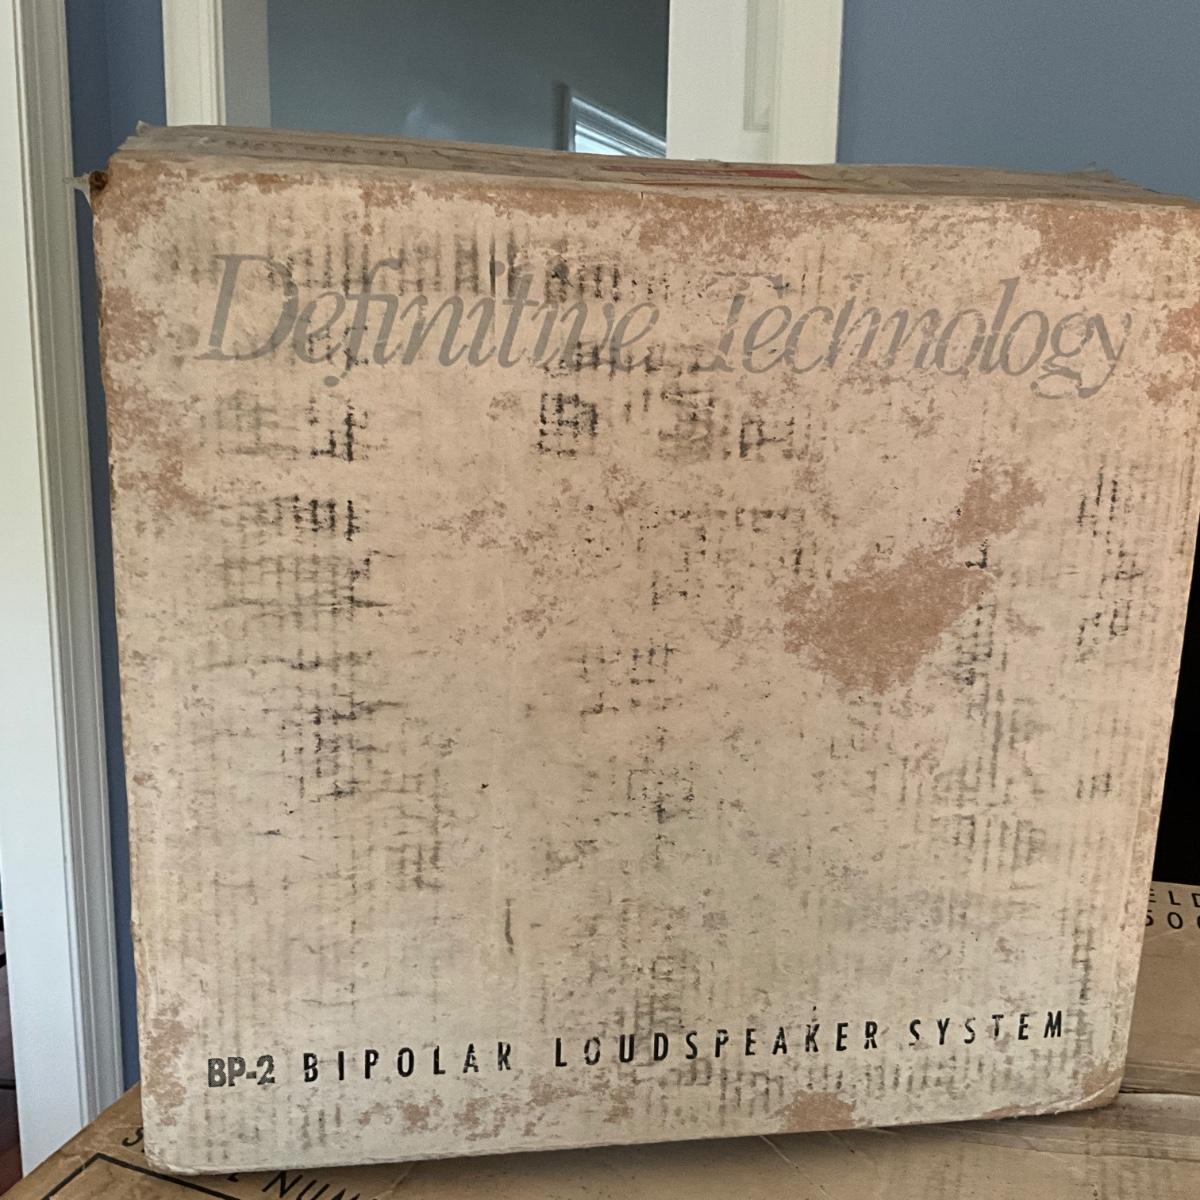 Definitive Technology
BP-2 BIPOLAR LOUDSPEAKER SYSTEM